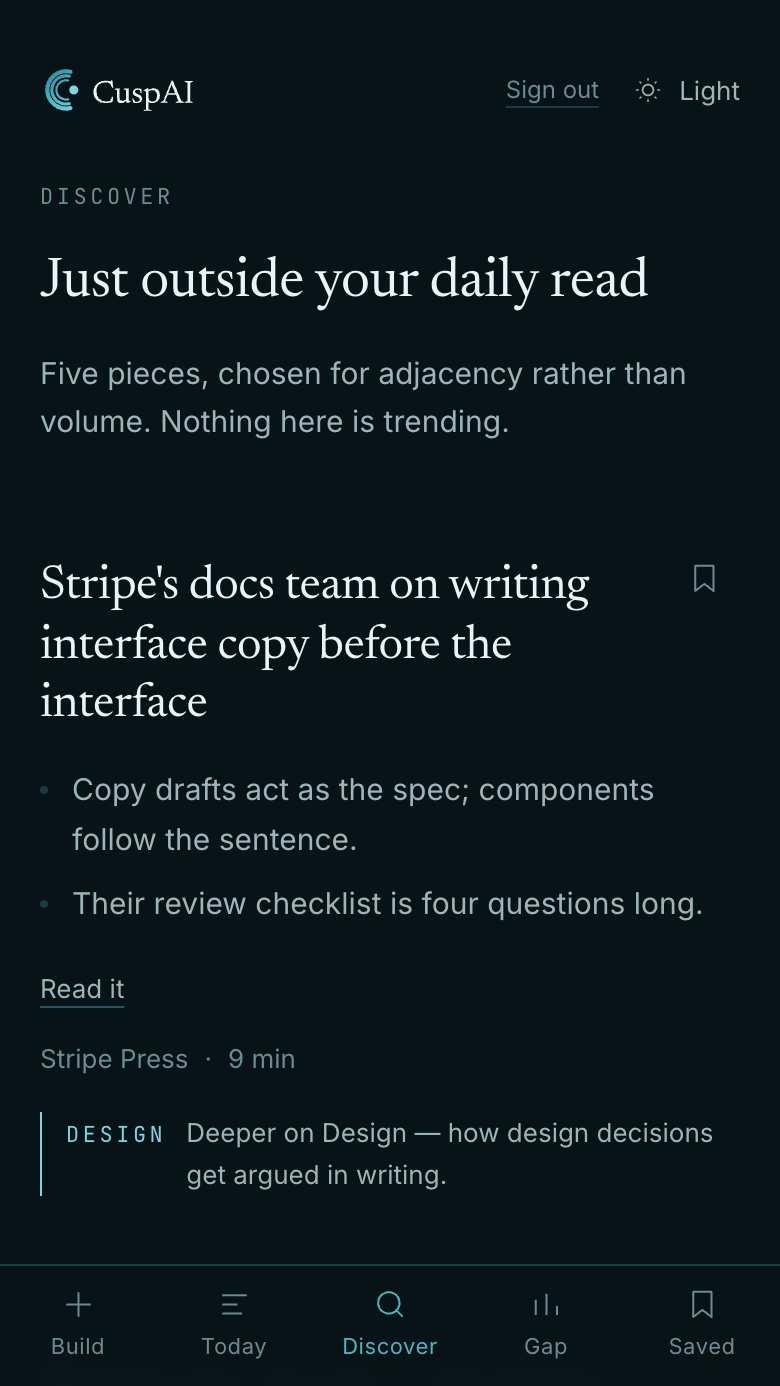 CuspAI
Sign out
Light
DISCOVER
Just outside your daily read
Five pieces, chosen for adjacency rather than
volume. Nothing here is trending.
Stripe's docs team on writing
interface copy before the
interface
Copy drafts act as the spec; components
follow the sentence.
Their review checklist is four questions long.
Read it
Stripe Press · 9 min
DESIGN
Deeper on Design — how design decisions
get argued in writing.
Build
Today
Discover
Gap
Saved